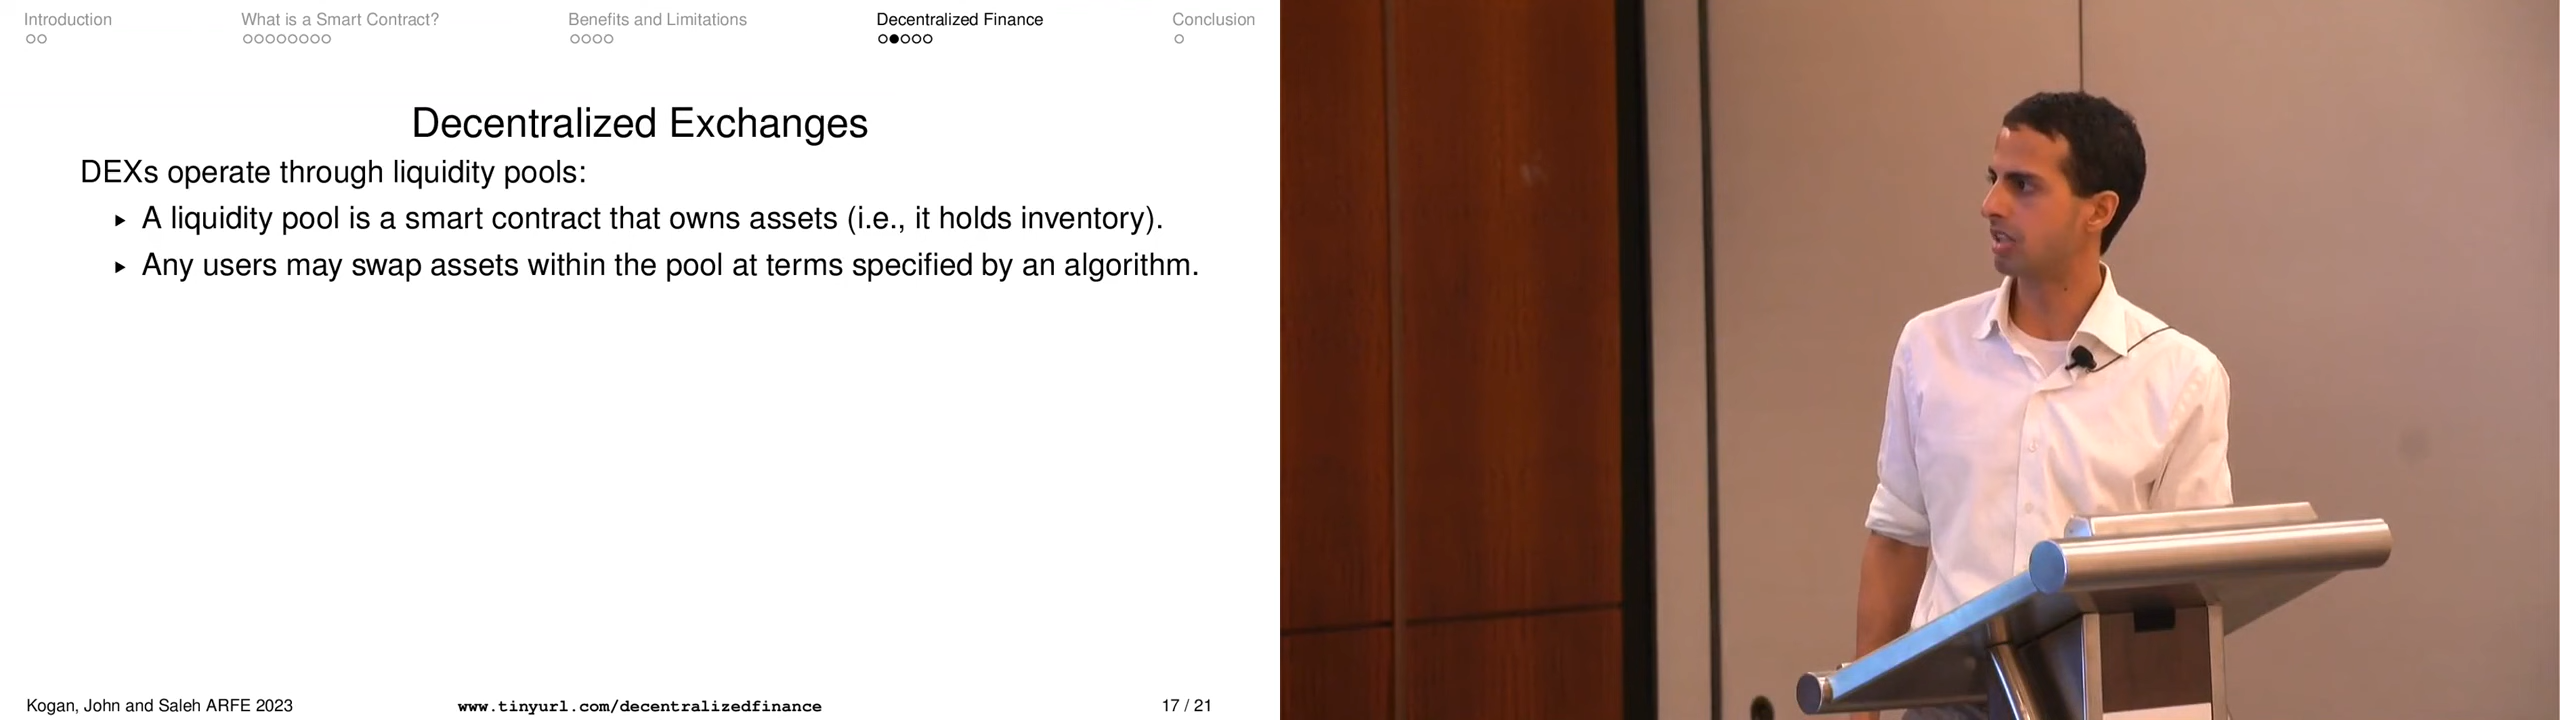 Introduction
What is a Smart Contract?
Benefits and Limitations
Decentralized Finance
Conclusion
Decentralized Exchanges
DEXs operate through liquidity pools:
A liquidity pool is a smart contract that owns assets (i.e., it holds inventory).
Any users may swap assets within the pool at terms specified by an algorithm.
Kogan, John and Saleh ARFE 2023
www.tinyurl.com/decentralizedfinance
17 / 21